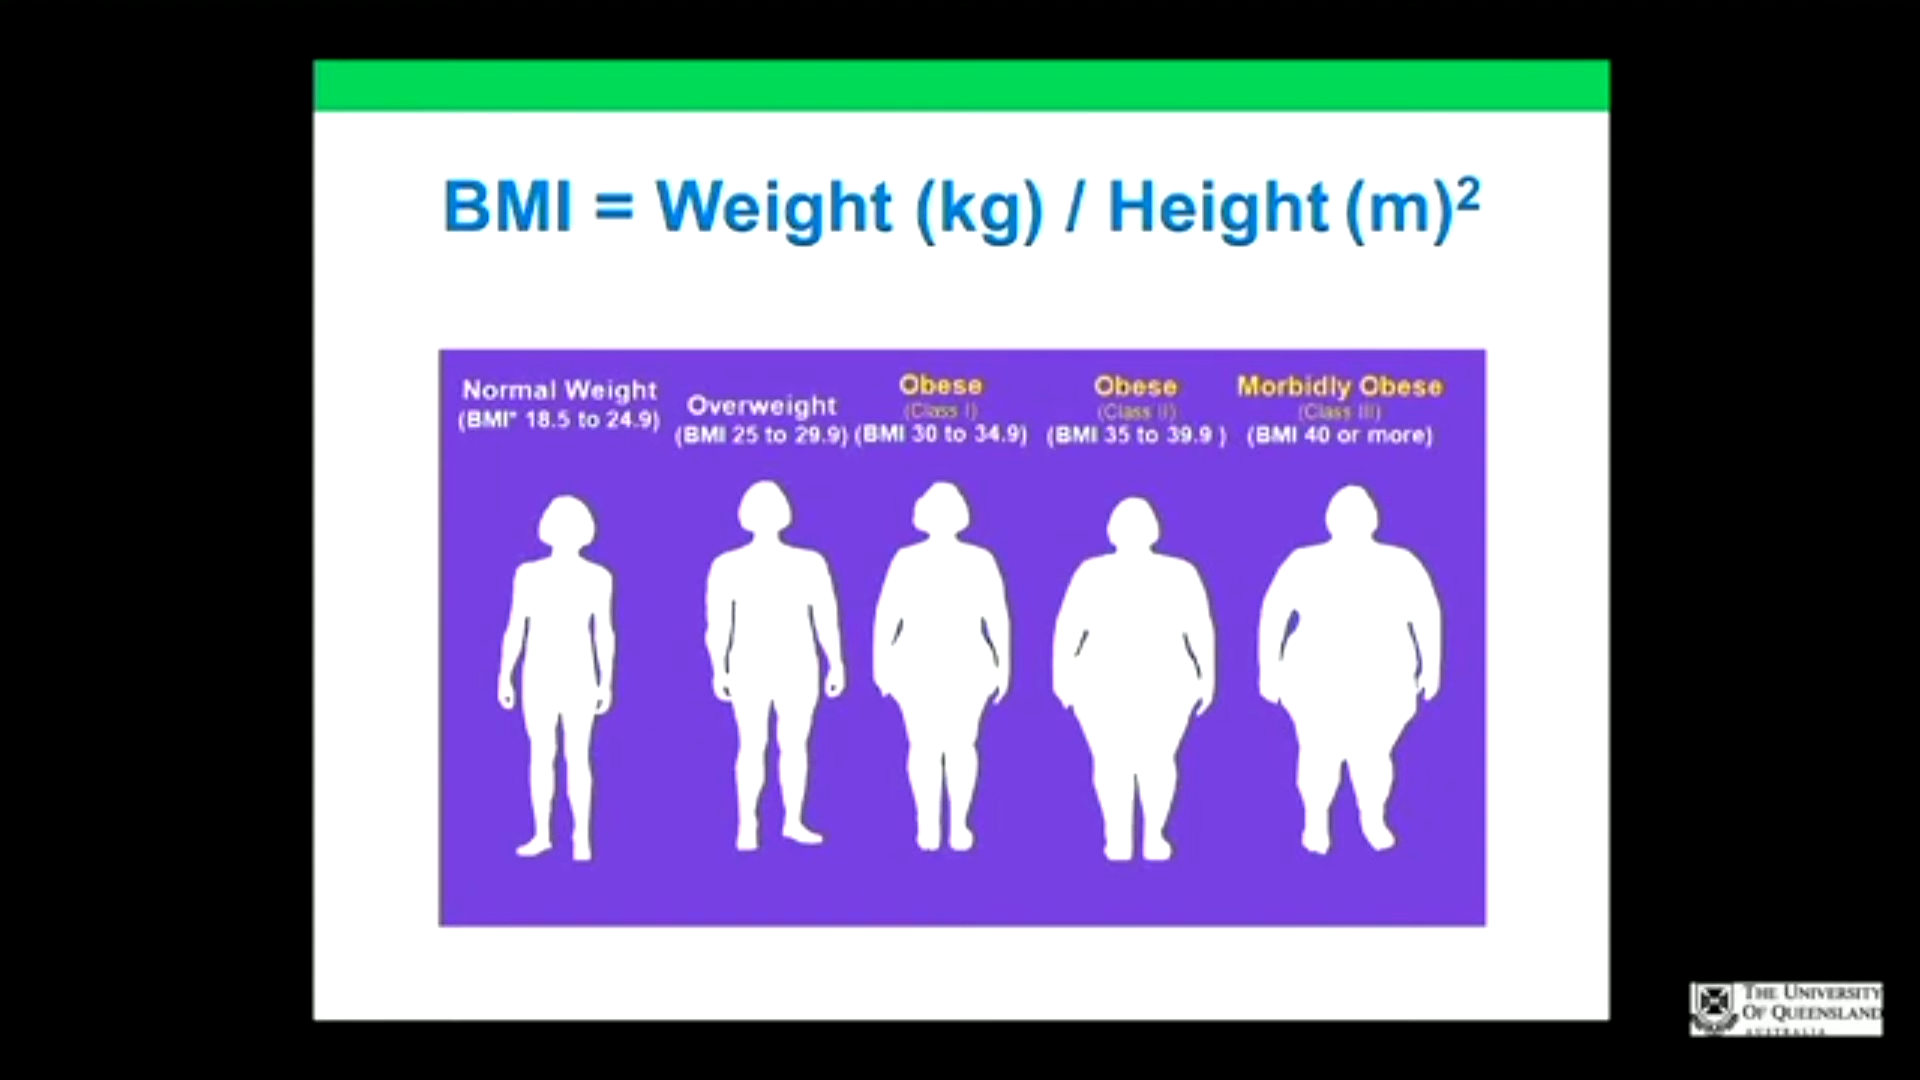 BMI = Weight (kg) / Height (m)²
Normal Weight
(BMI* 18.5 to 24.9)
Overweight
(BMI 25 to 29.9)
Obese
(Class I)
(BMI 30 to 34.9)
Obese
(Class II)
(BMI 35 to 39.9 )
Morbidly Obese
(Class III)
(BMI 40 or more)
THE UNIVERSITY
OF QUEENSLAND
AUSTRALIA